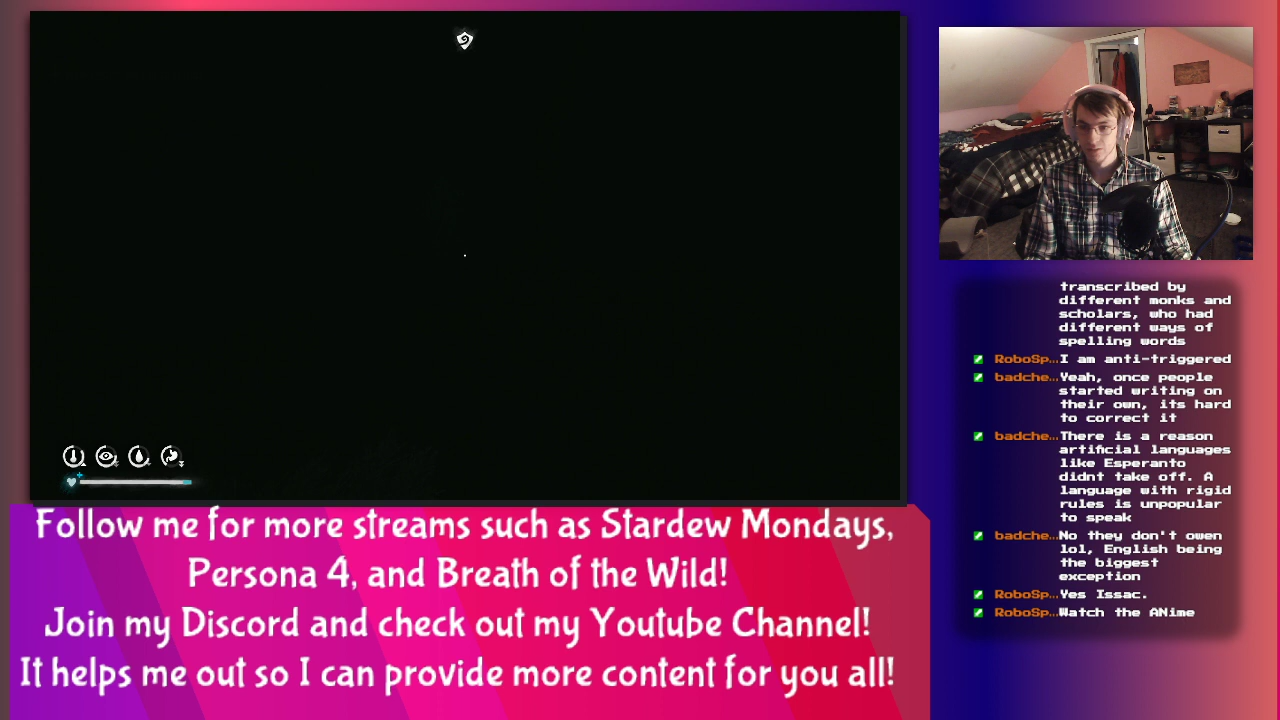 transcribed by
different monks and
scholars, who had
different ways of
spelling words
RoboSp... I am anti-triggered
badche... Yeah, once people
started writing on
their own, its hard
to correct it
badche... There is a reason
artificial languages
like Esperanto
didnt take off. A
language with rigid
rules is unpopular
to speak
badche... No they don't owen
lol, English being
the biggest
exception
RoboSp... Yes Issac.
RoboSp... Watch the ANime
Follow me for more streams such as Stardew Mondays,
Persona 4, and Breath of the Wild!
Join my Discord and check out my Youtube Channel!
It helps me out so I can provide more content for you all!